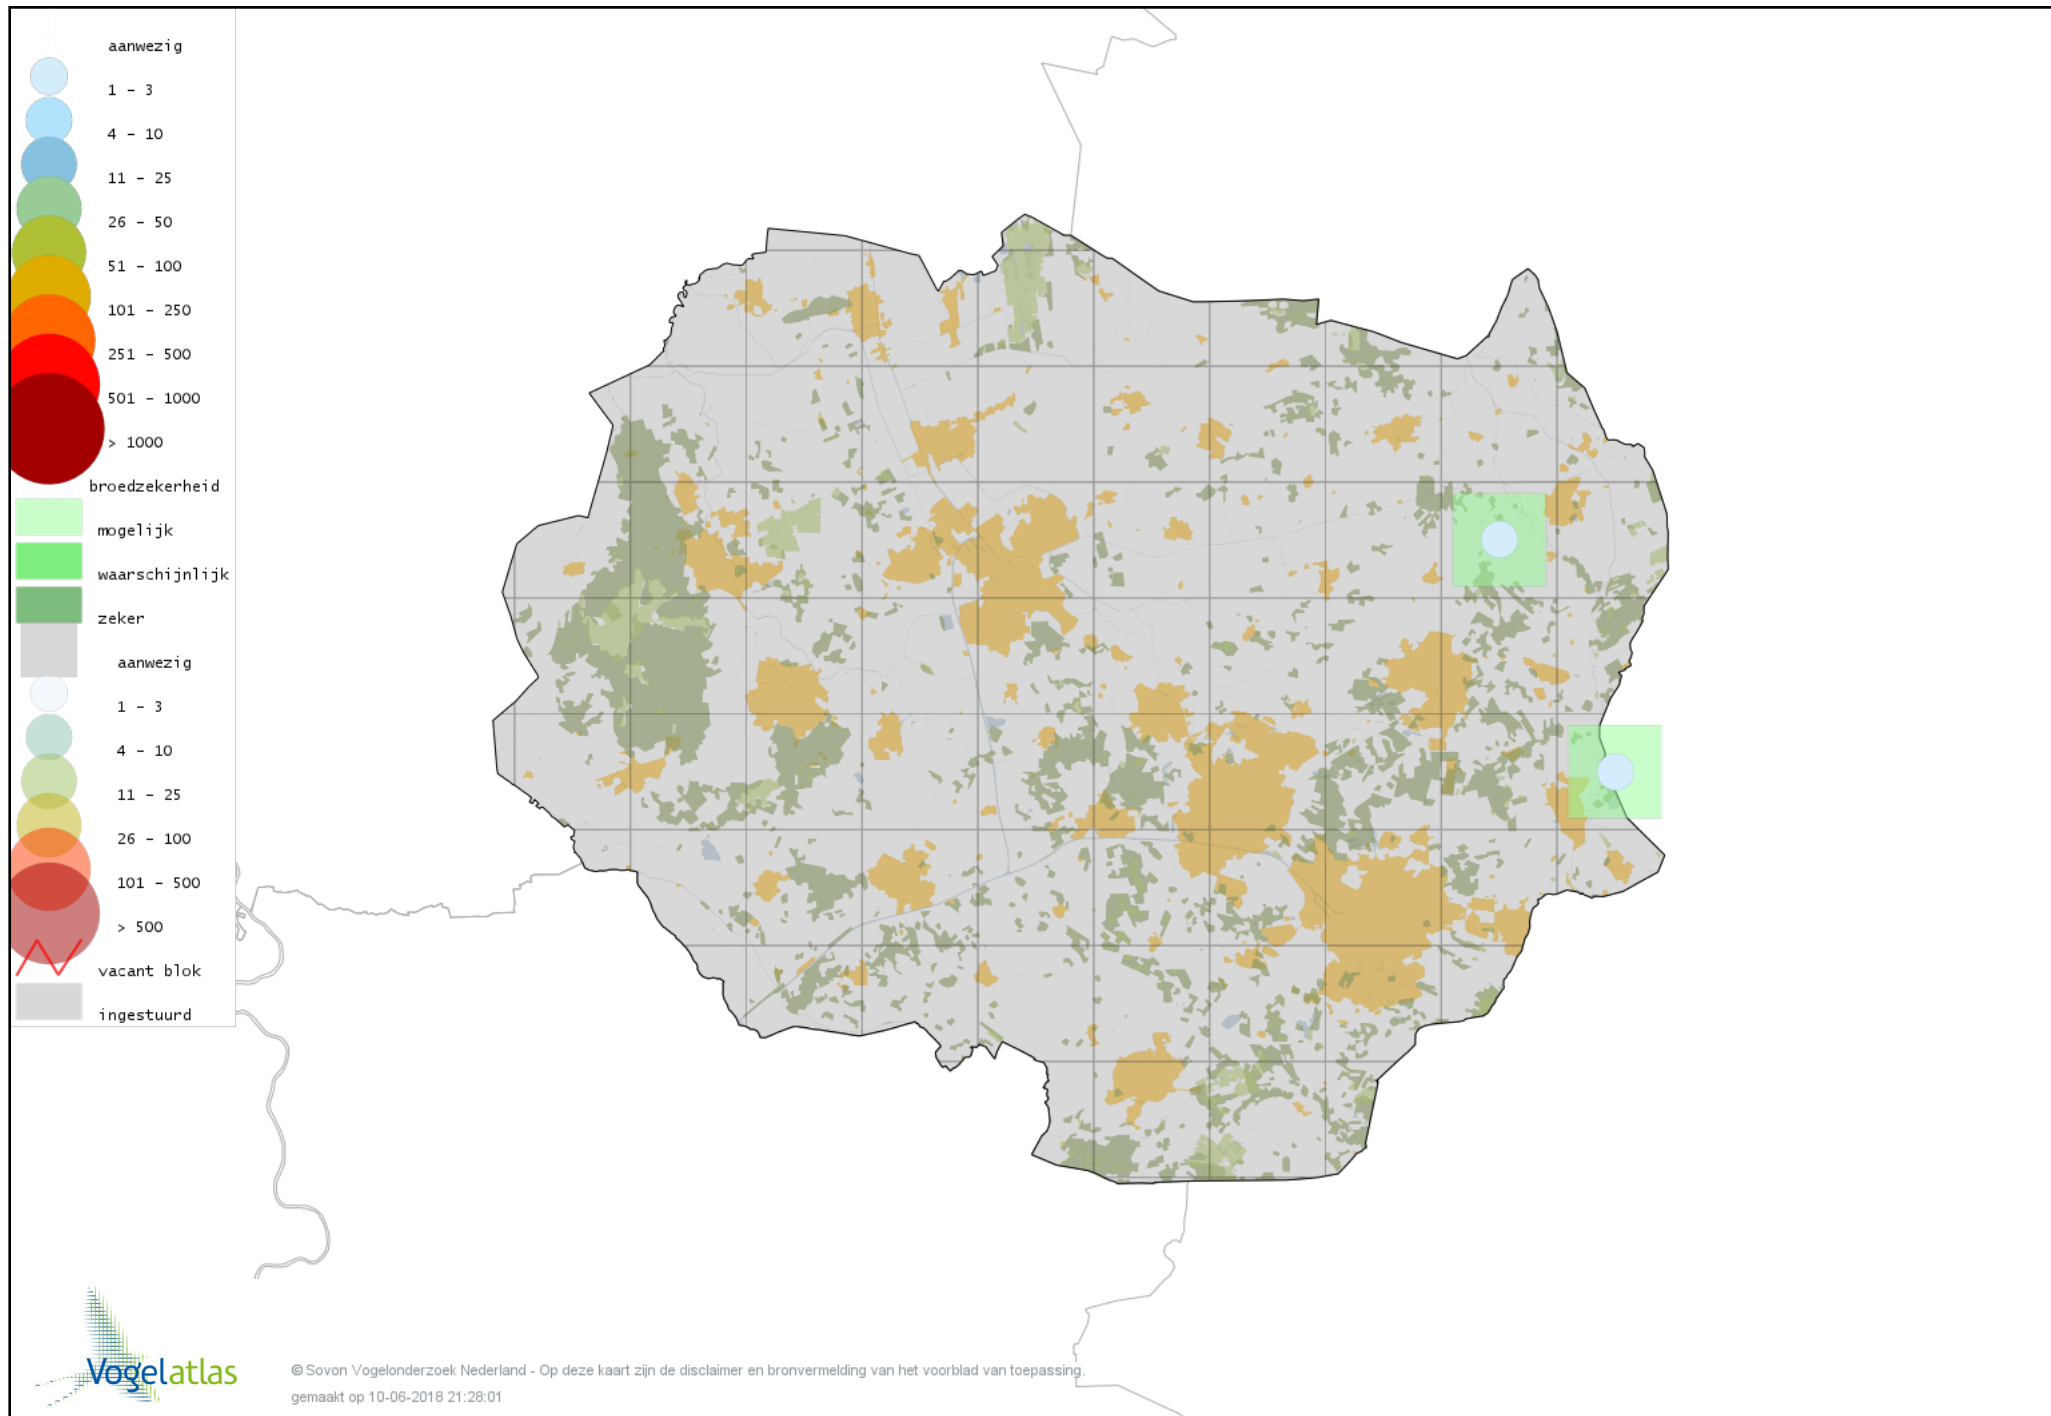 aanwezig
1 - 3
4 - 10
11 - 25
26 - 50
51 - 100
101 - 250
251 - 500
501 - 1000
> 1000
broedzekerheid
mogelijk
waarschijnlijk
zeker
aanwezig
1 - 3
4 - 10
11 - 25
26 - 100
101 - 500
> 500
vacant blok
ingestuurd
Vogelatlas
© Sovon Vogelonderzoek Nederland - Op deze kaart zijn de disclaimer en bronvermelding van het voorblad van toepassing.
gemaakt op 10-06-2018 21:28:01